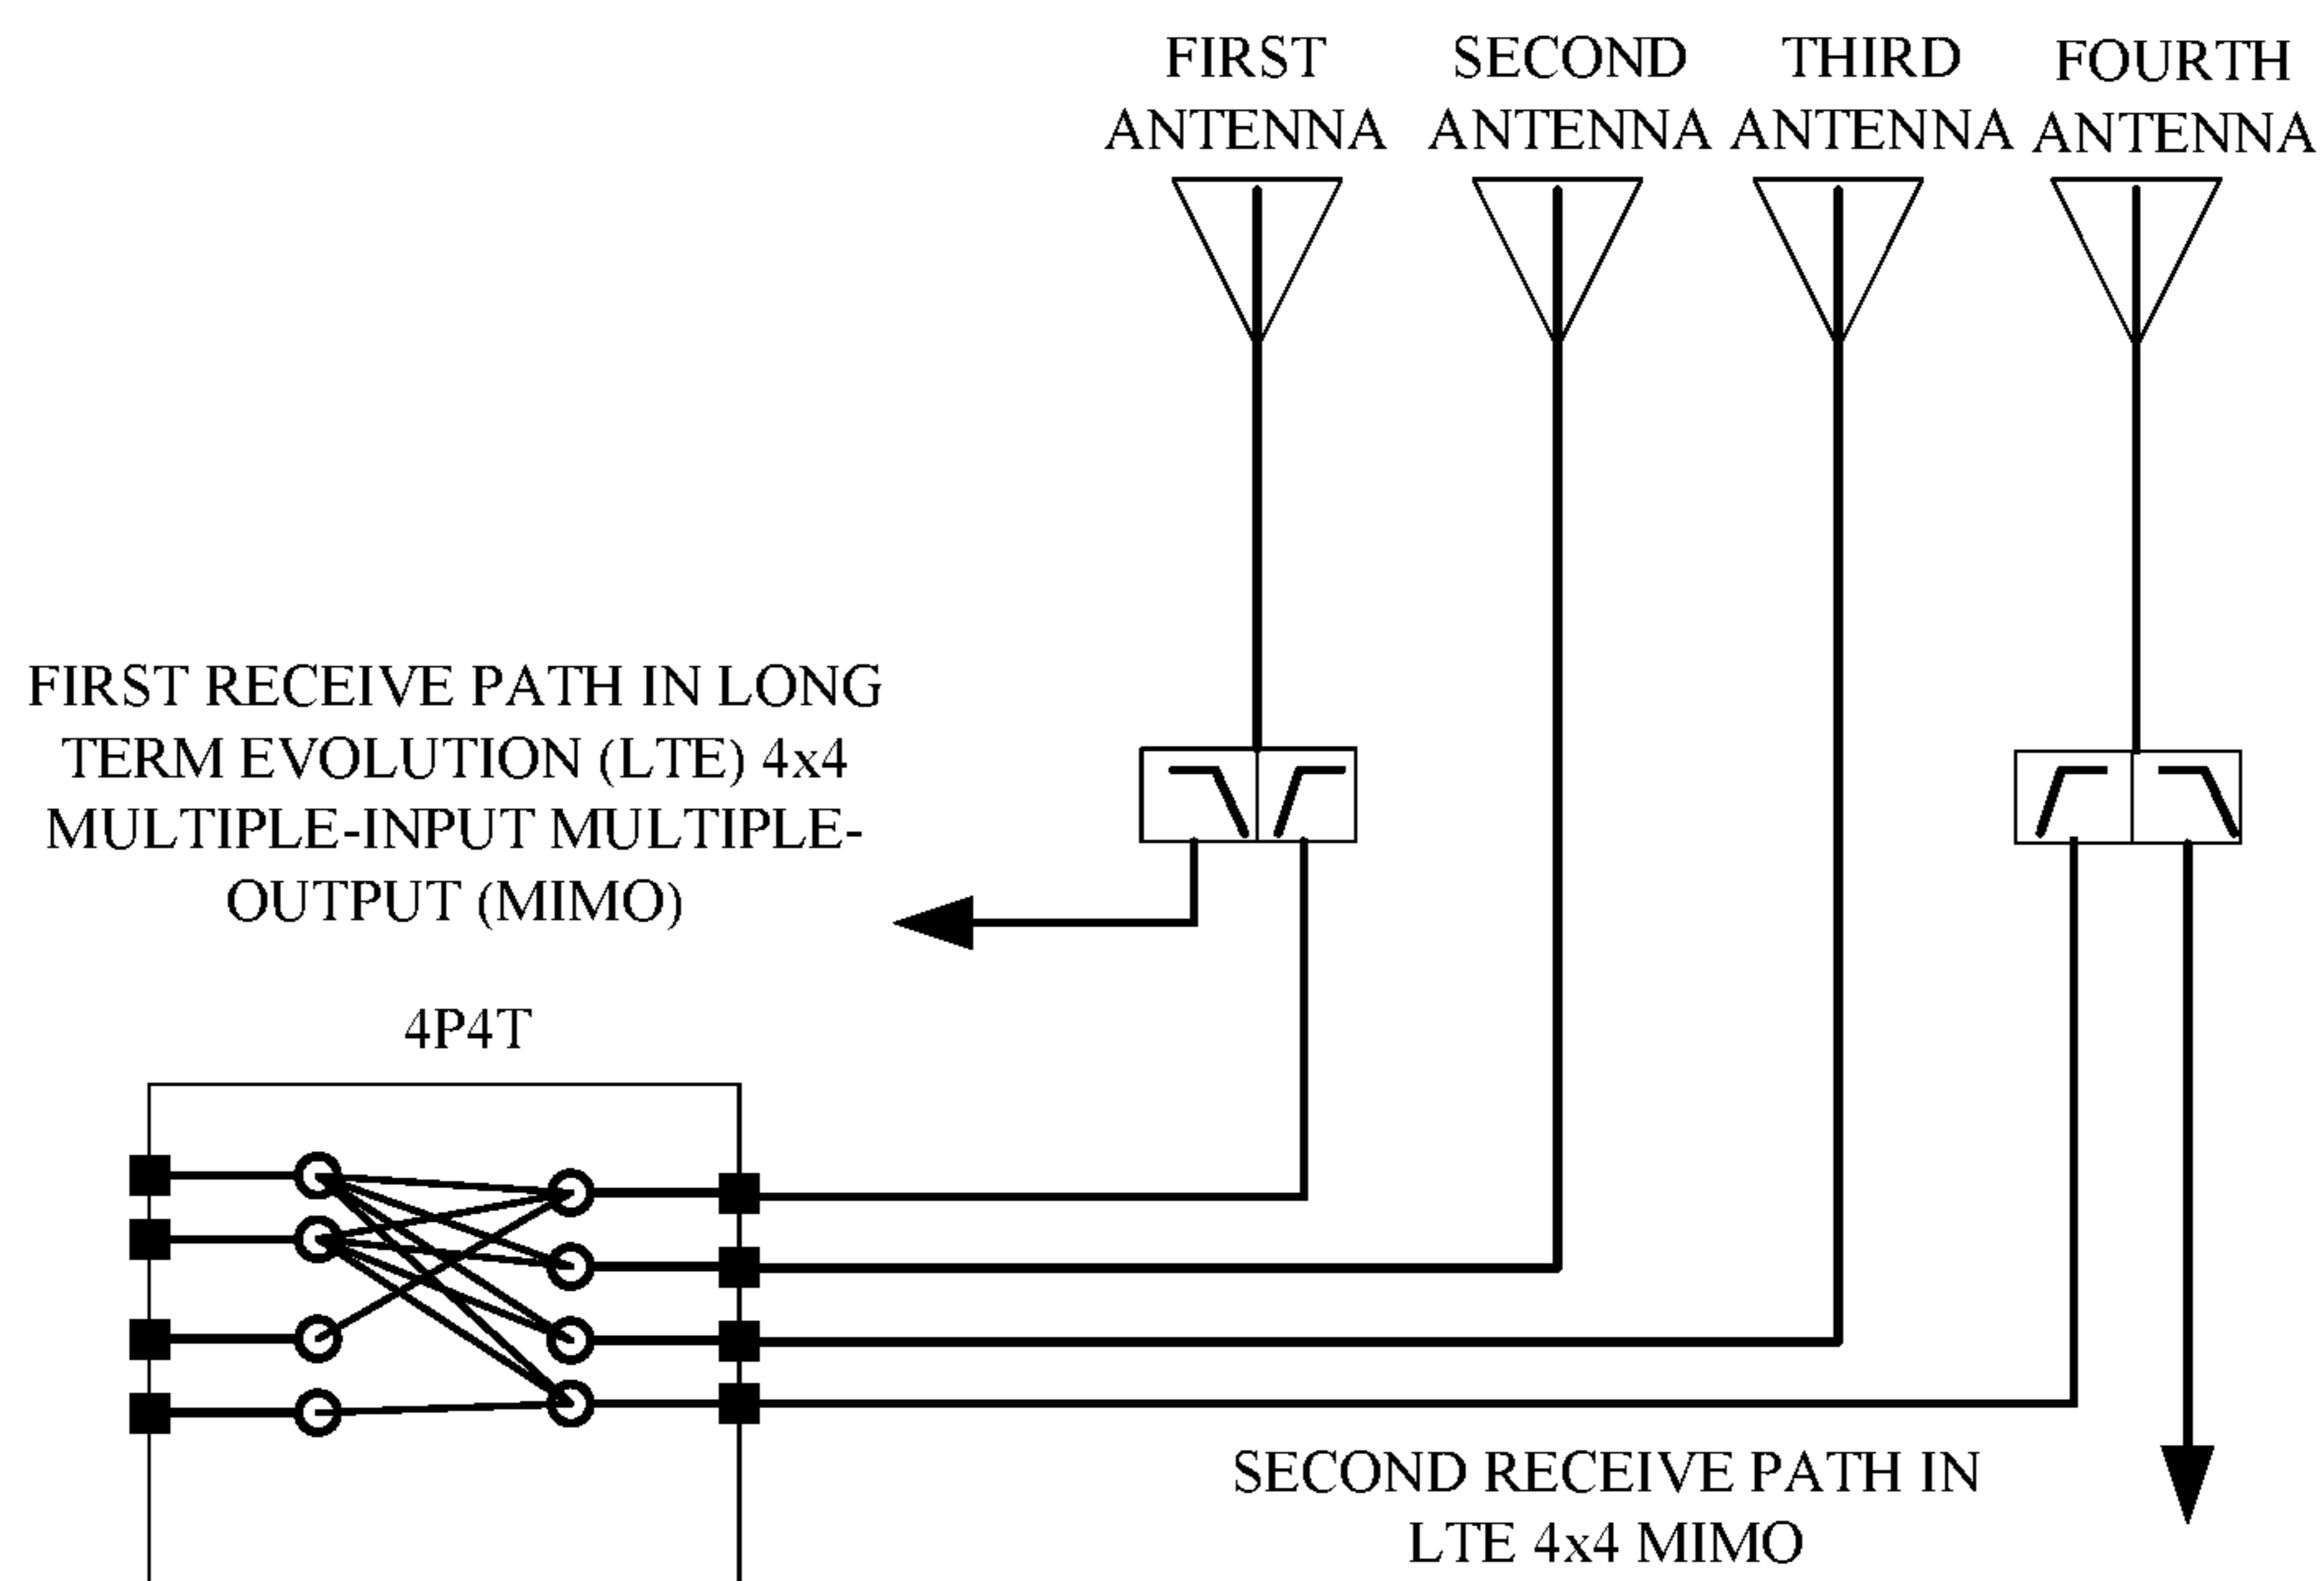 FIRST
ANTENNA
SECOND
ANTENNA
THIRD
ANTENNA
FOURTH
ANTENNA
FIRST RECEIVE PATH IN LONG
TERM EVOLUTION (LTE) 4x4
MULTIPLE-INPUT MULTIPLE-
OUTPUT (MIMO)
4P4T
SECOND RECEIVE PATH IN
LTE 4x4 MIMO